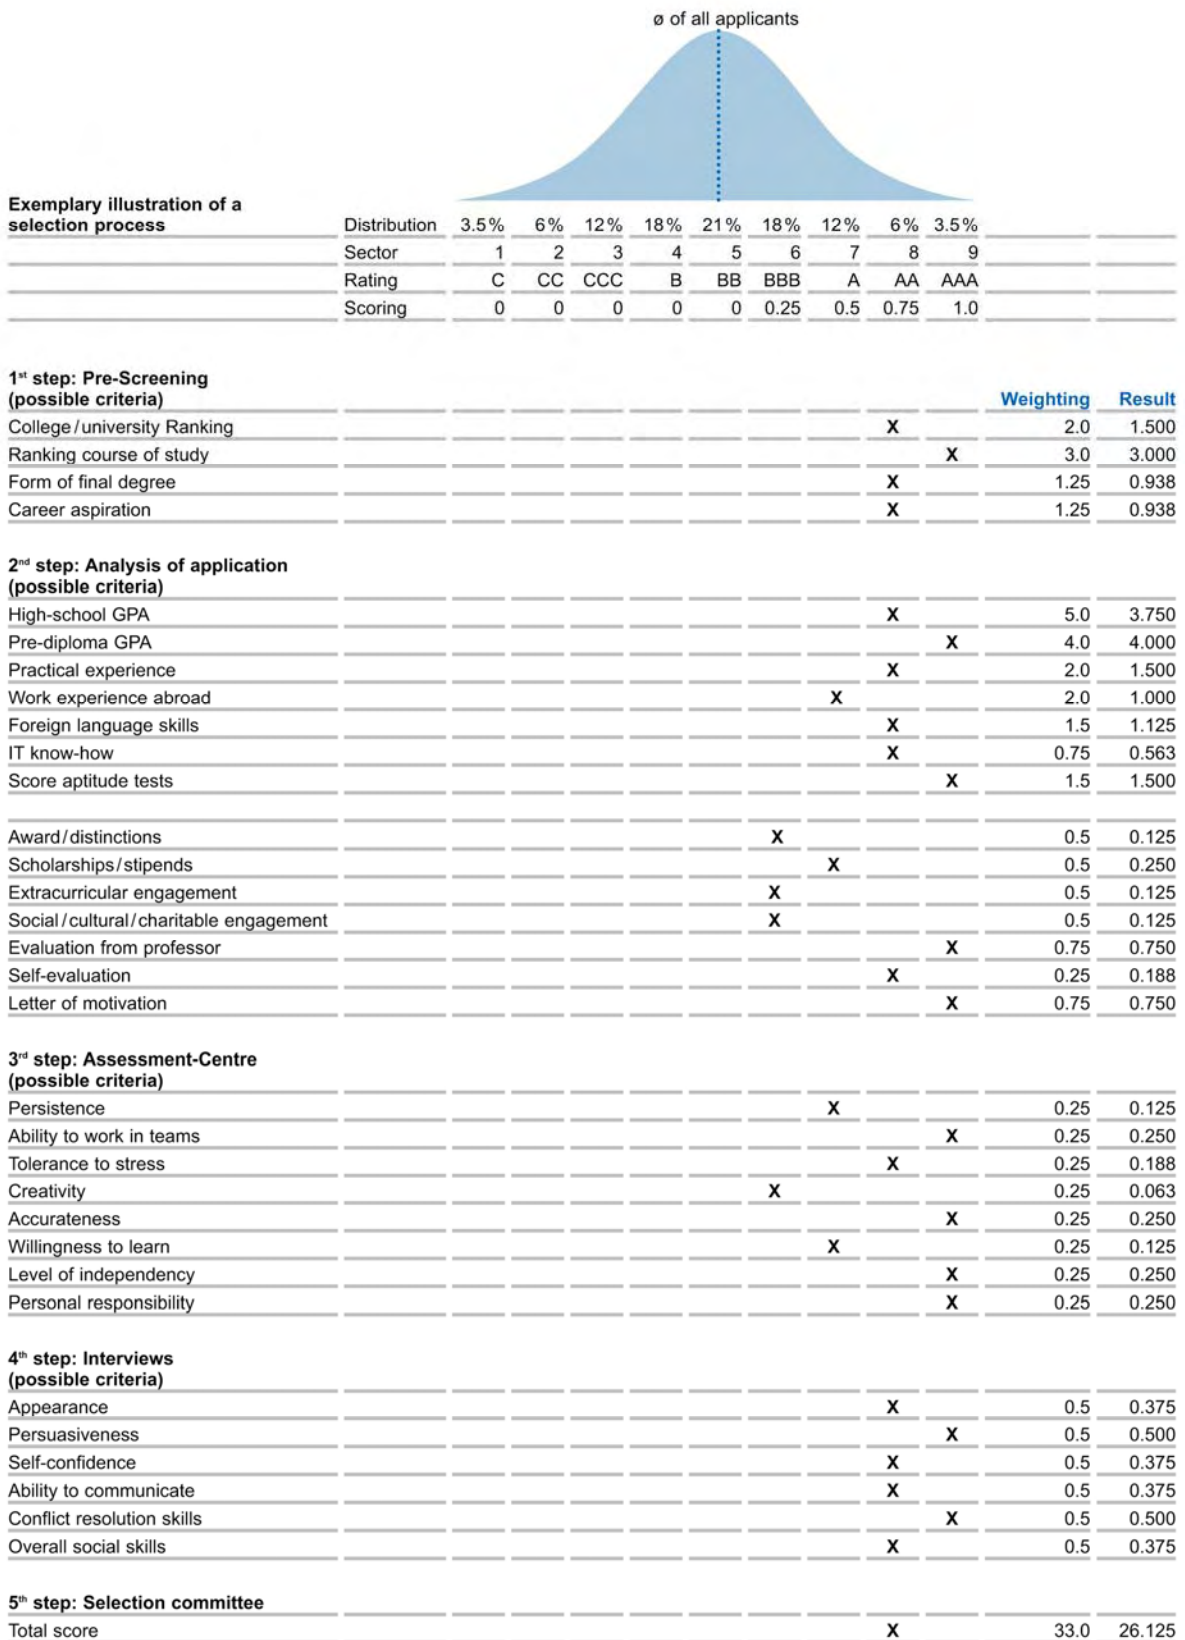 ø of all applicants
Exemplary illustration of a
selection process Distribution 3.5% 6% 12% 18% 21% 18% 12% 6% 3.5%
Sector 1 2 3 4 5 6 7 8 9
Rating C CC CCC B BB BBB A AA AAA
Scoring 0 0 0 0 0 0.25 0.5 0.75 1.0
1st step: Pre-Screening
(possible criteria) Weighting Result
College/university Ranking X 2.0 1.500
Ranking course of study X 3.0 3.000
Form of final degree X 1.25 0.938
Career aspiration X 1.25 0.938
2nd step: Analysis of application
(possible criteria)
High-school GPA X 5.0 3.750
Pre-diploma GPA X 4.0 4.000
Practical experience X 2.0 1.500
Work experience abroad X 2.0 1.000
Foreign language skills X 1.5 1.125
IT know-how X 0.75 0.563
Score aptitude tests X 1.5 1.500
Award/distinctions X 0.5 0.125
Scholarships/stipends X 0.5 0.250
Extracurricular engagement X 0.5 0.125
Social/cultural/charitable engagement X 0.5 0.125
Evaluation from professor X 0.75 0.750
Self-evaluation X 0.25 0.188
Letter of motivation X 0.75 0.750
3rd step: Assessment-Centre
(possible criteria)
Persistence X 0.25 0.125
Ability to work in teams X 0.25 0.250
Tolerance to stress X 0.25 0.188
Creativity X 0.25 0.063
Accurateness X 0.25 0.250
Willingness to learn X 0.25 0.125
Level of independency X 0.25 0.250
Personal responsibility X 0.25 0.250
4th step: Interviews
(possible criteria)
Appearance X 0.5 0.375
Persuasiveness X 0.5 0.500
Self-confidence X 0.5 0.375
Ability to communicate X 0.5 0.375
Conflict resolution skills X 0.5 0.500
Overall social skills X 0.5 0.375
5th step: Selection committee
Total score X 33.0 26.125